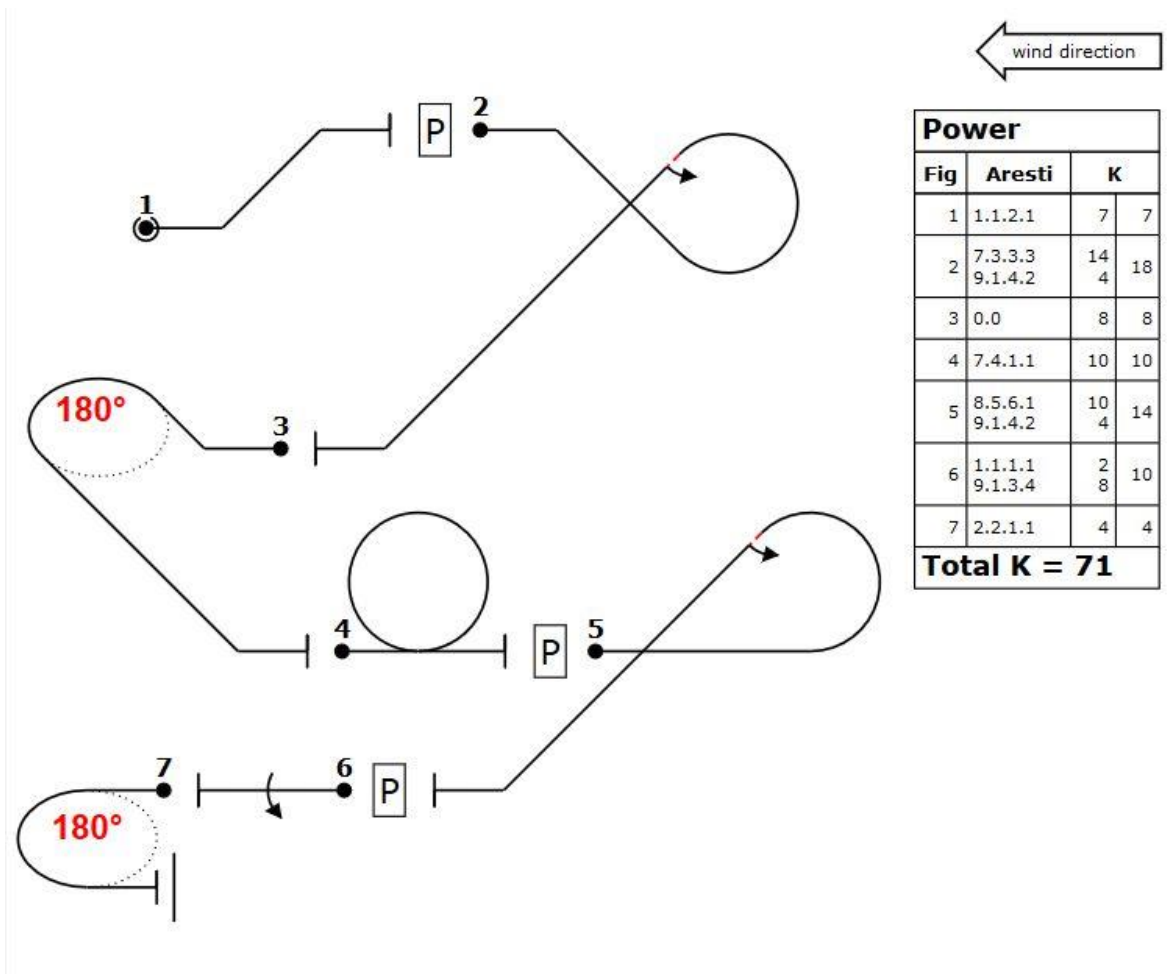 wind direction
2
P
1
Power
Fig Aresti K
1 1.1.2.1 7 7
2 7.3.3.3 14 18
9.1.4.2 4
3 0.0 8 8
4 7.4.1.1 10 10
5 8.5.6.1 10 14
9.1.4.2 4
6 1.1.1.1 2 10
9.1.3.4 8
7 2.2.1.1 4 4
Total K = 71
180°
3
4
P
5
7
6
P
180°